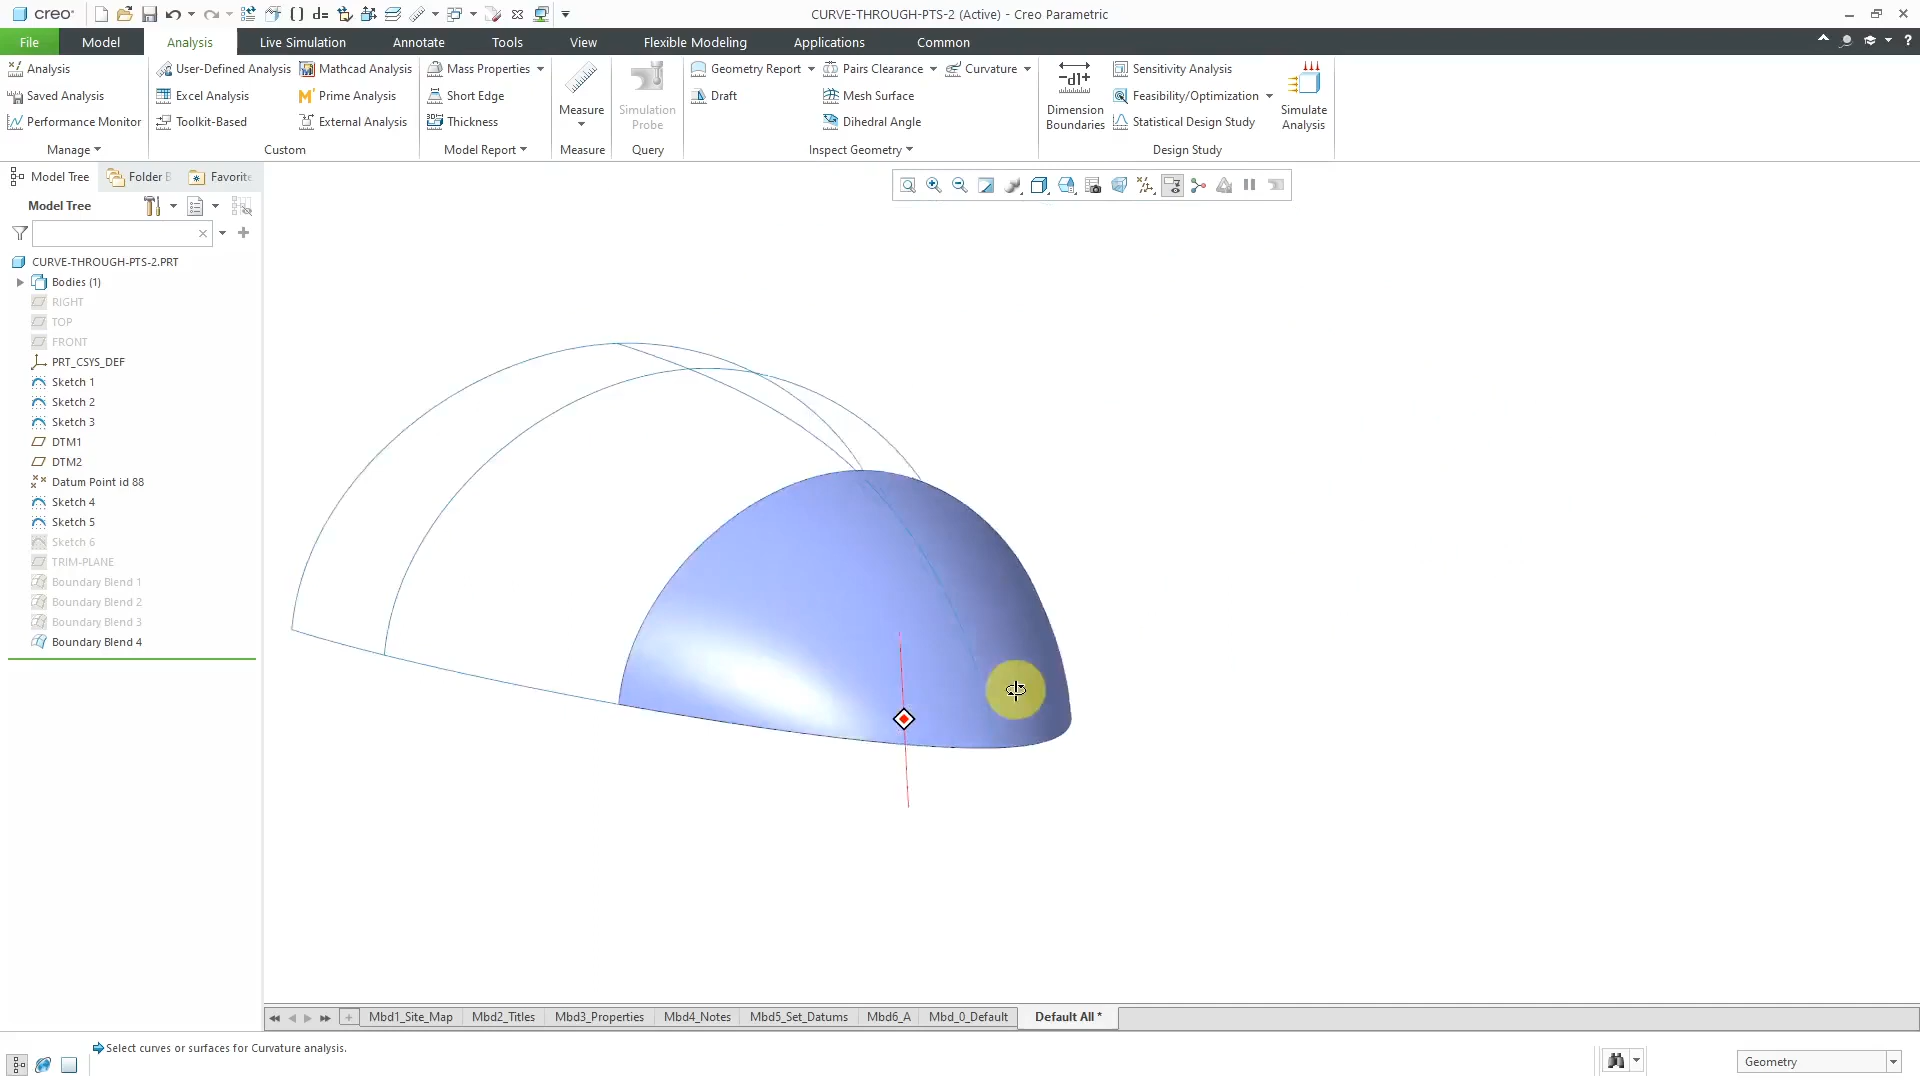 creo
CURVE-THROUGH-PTS-2 (Active) - Creo Parametric
File
Model
Analysis
Live Simulation
Annotate
Tools
View
Flexible Modeling
Applications
Common
Analysis
User-Defined Analysis
Mathcad Analysis
Mass Properties
Geometry Report
Pairs Clearance
Curvature
Sensitivity Analysis
Saved Analysis
Excel Analysis
Prime Analysis
Short Edge
Draft
Mesh Surface
Feasibility/Optimization
Performance Monitor
Toolkit-Based
External Analysis
Thickness
Measure
Simulation
Probe
Dihedral Angle
Dimension
Boundaries
Statistical Design Study
Simulate
Analysis
Manage
Custom
Model Report
Measure
Query
Inspect Geometry
Design Study
Model Tree
Folder B
Favorite
Model Tree
CURVE-THROUGH-PTS-2.PRT
Bodies (1)
RIGHT
TOP
FRONT
PRT_CSYS_DEF
Sketch 1
Sketch 2
Sketch 3
DTM1
DTM2
Datum Point id 88
Sketch 4
Sketch 5
Sketch 6
TRIM-PLANE
Boundary Blend 1
Boundary Blend 2
Boundary Blend 3
Boundary Blend 4
Mbd1_Site_Map
Mbd2_Titles
Mbd3_Properties
Mbd4_Notes
Mbd5_Set_Datums
Mbd6_A
Mbd_0_Default
Default All *
Select curves or surfaces for Curvature analysis.
Geometry